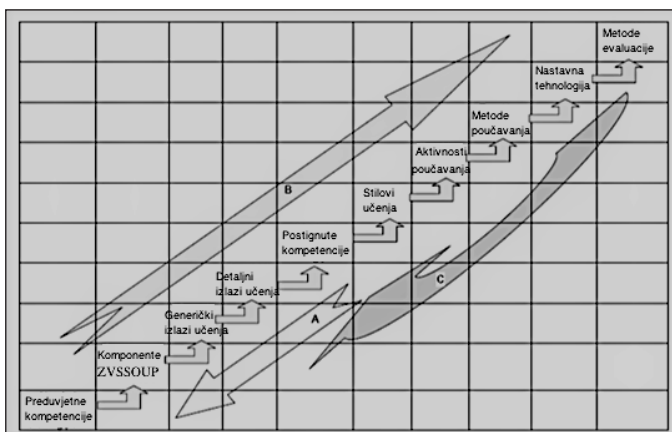 Metode
evaluacije
Nastavna
tehnologija
Metode
poučavanja
Aktivnosti
poučavanja
B
Stilovi
učenja
Postignute
kompetencije
Detaljni
izlazi učenja
C
Generički
izlazi učenja
A
Komponente
ZVSSOUP
Preduvjetne
kompetencije